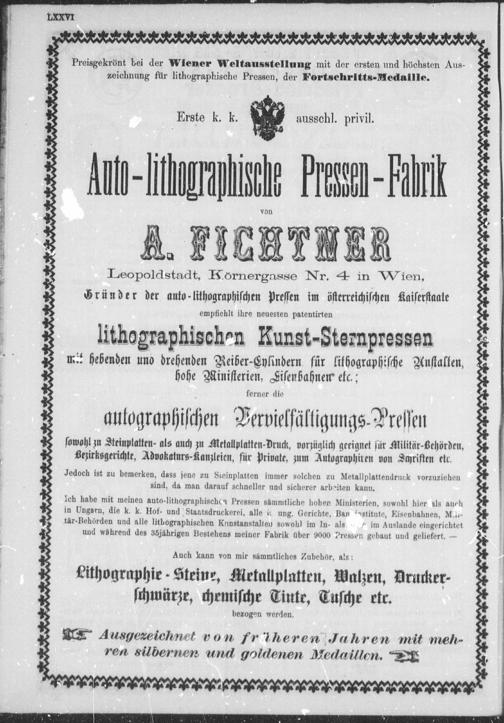 LXXVI
Preisgekrönt bei der Wiener Weltausstellung mit der ersten und höchsten Aus-
zeichnung für lithographische Pressen, der Fortschritts-Medaille.
Erste k. k. ausschl. privil.
Auto-lithographische Pressen-Fabrik
von
A. FICHTNER
Leopoldstadt, Körnergasse Nr. 4 in Wien,
Gründer der auto-lithographischen Pressen im österreichischen Kaiserstaate
empfiehlt ihre neuesten patentirten
lithographischen Kunst-Sternpressen
mit hebenden und drehenden Reiber-Cylindern für lithographische Anstalten,
hohe Ministerien, Eisenbahnen etc.;
ferner die
autographischen Vervielfältigungs-Pressen
sowohl zu Steinplatten- als auch zu Metallplatten-Druck, vorzüglich geeignet für Militär-Behörden,
Bezirksgerichte, Advokaturs-Kanzleien, für Private, zum Autographiren von Schriften etc.
Jedoch ist zu bemerken, dass jene zu Steinplatten immer solchen zu Metallplattendruck vorzuziehen
sind, da man darauf schneller und sicherer arbeiten kann.
Ich habe mit meinen auto-lithographischen Pressen sämmtliche hohen Ministerien, sowohl hier als auch
in Ungarn, die k. k. Hof- und Staatsdruckerei, alle k. ung. Gerichte, Ban institute, Eisenbahnen, Mili-
tär-Behörden und alle lithographischen Kunstanstalten sowohl im In- als im Auslande eingerichtet
und während des 35jährigen Bestehens meiner Fabrik über 9000 Pressen gebaut und geliefert. —
Auch kann von mir sämmtliches Zubehör, als:
Lithographie-Steine, Metallplatten, Walzen, Drucker-
schwärze, chemische Tinte, Tusche etc.
bezogen werden.
Ausgezeichnet von früheren Jahren mit meh-
ren silbernen und goldenen Medaillen.